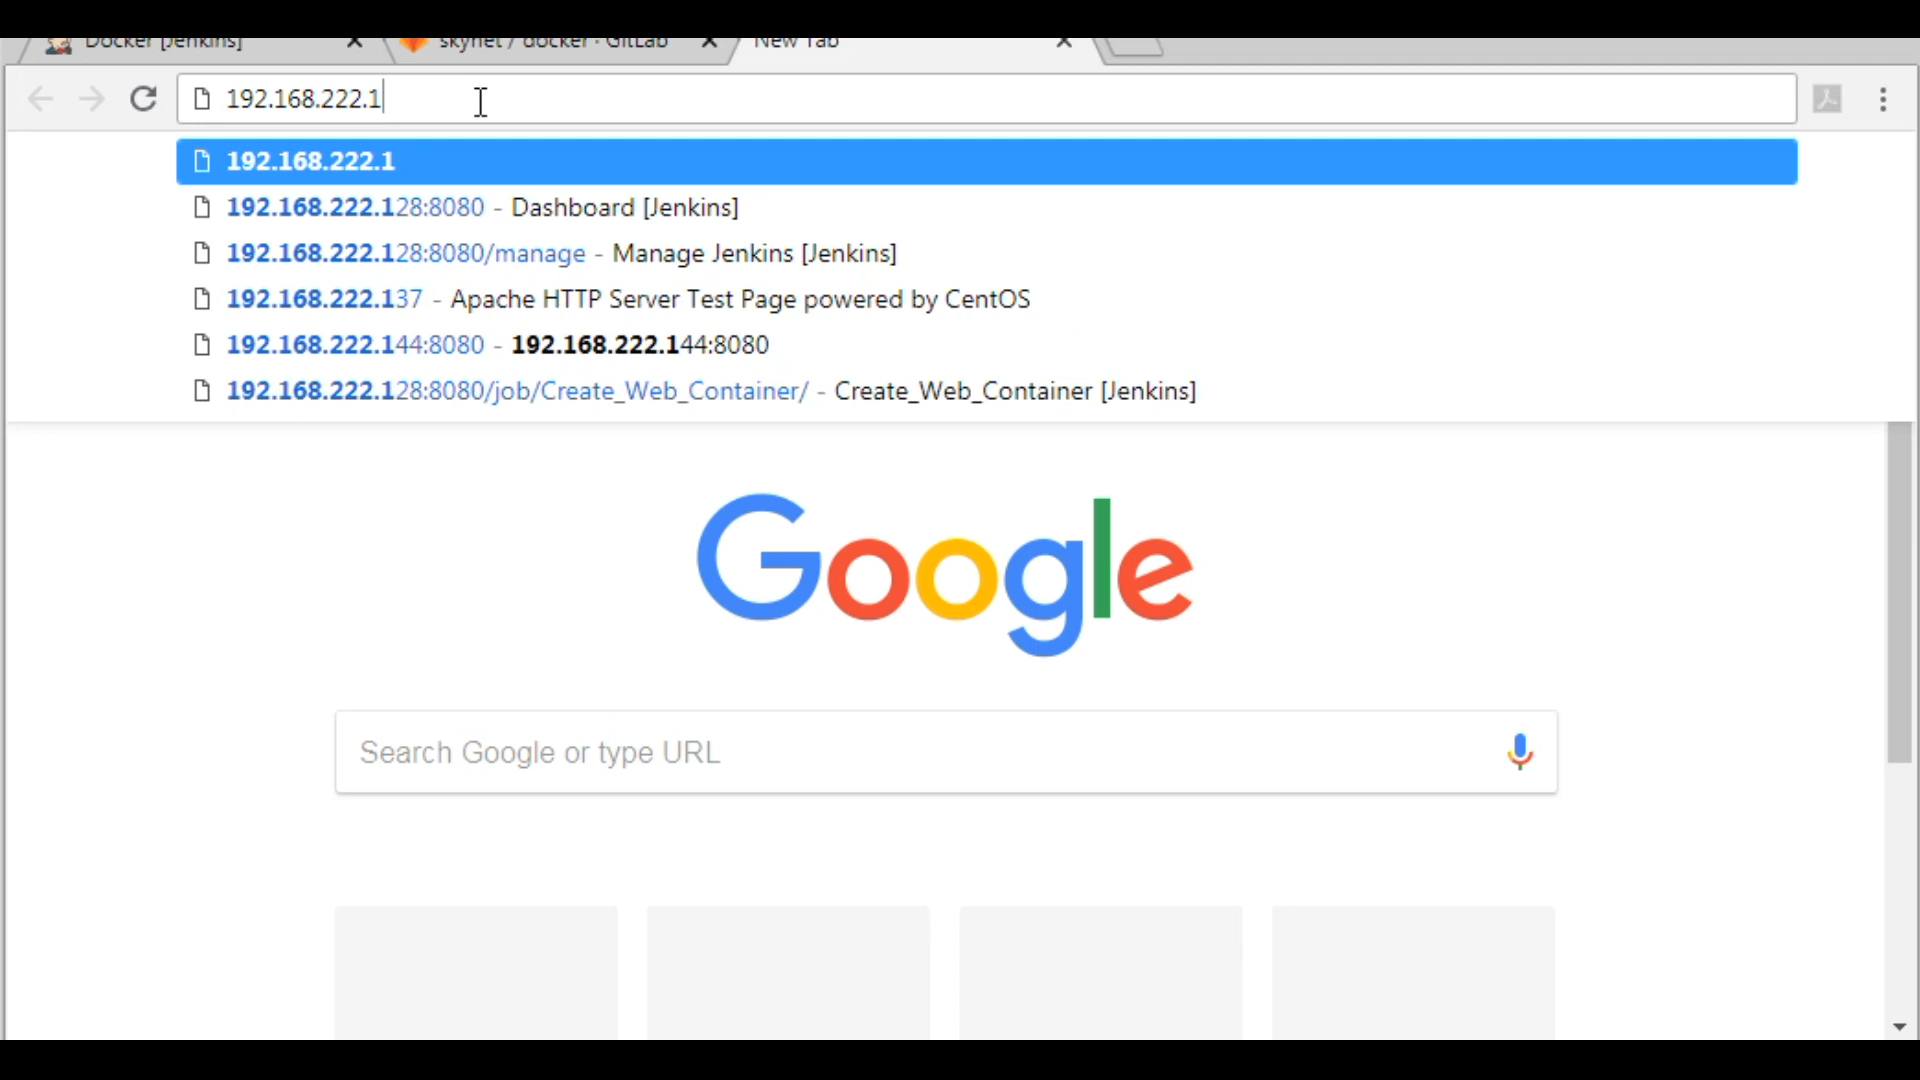 Docker [Jenkins]
skynet / docker · GitLab
New Tab
192.168.222.1
192.168.222.1
192.168.222.128:8080 - Dashboard [Jenkins]
192.168.222.128:8080/manage - Manage Jenkins [Jenkins]
192.168.222.137 - Apache HTTP Server Test Page powered by CentOS
192.168.222.144:8080 - 192.168.222.144:8080
192.168.222.128:8080/job/Create_Web_Container/ - Create_Web_Container [Jenkins]
Google
Search Google or type URL